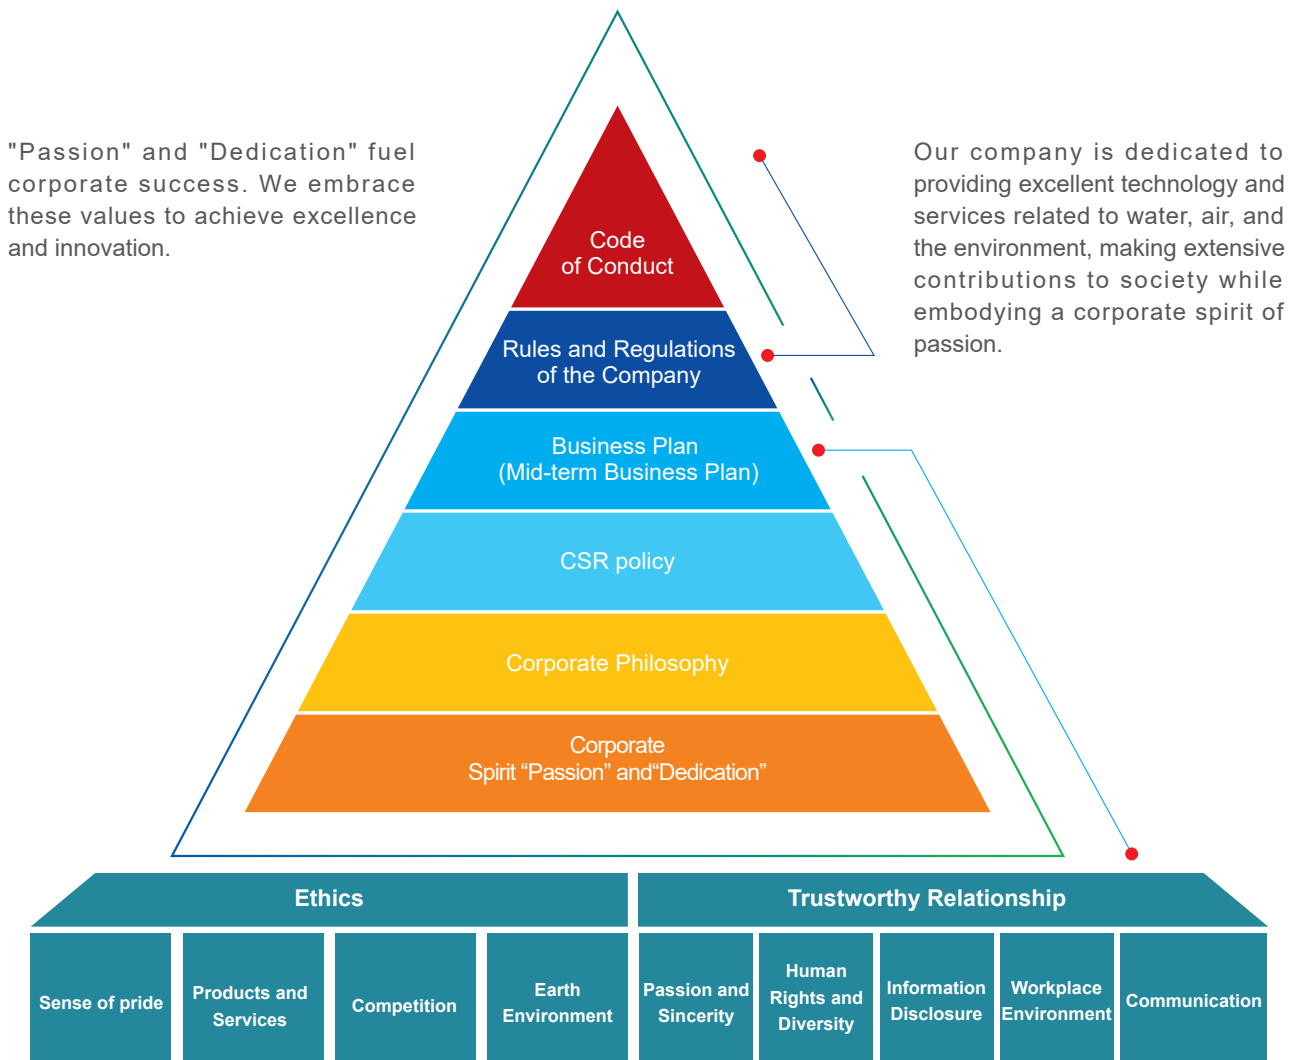 "Passion" and "Dedication" fuel
corporate success. We embrace
these values to achieve excellence
and innovation.
Our company is dedicated to
providing excellent technology and
services related to water, air, and
the environment, making extensive
contributions to society while
embodying a corporate spirit of
passion.
Code
of Conduct
Rules and Regulations
of the Company
Business Plan
(Mid-term Business Plan)
CSR policy
Corporate Philosophy
Corporate
Spirit “Passion” and“Dedication”
Ethics
Trustworthy Relationship
Sense of pride
Products and
Services
Competition
Earth
Environment
Passion and
Sincerity
Human
Rights and
Diversity
Information
Disclosure
Workplace
Environment
Communication